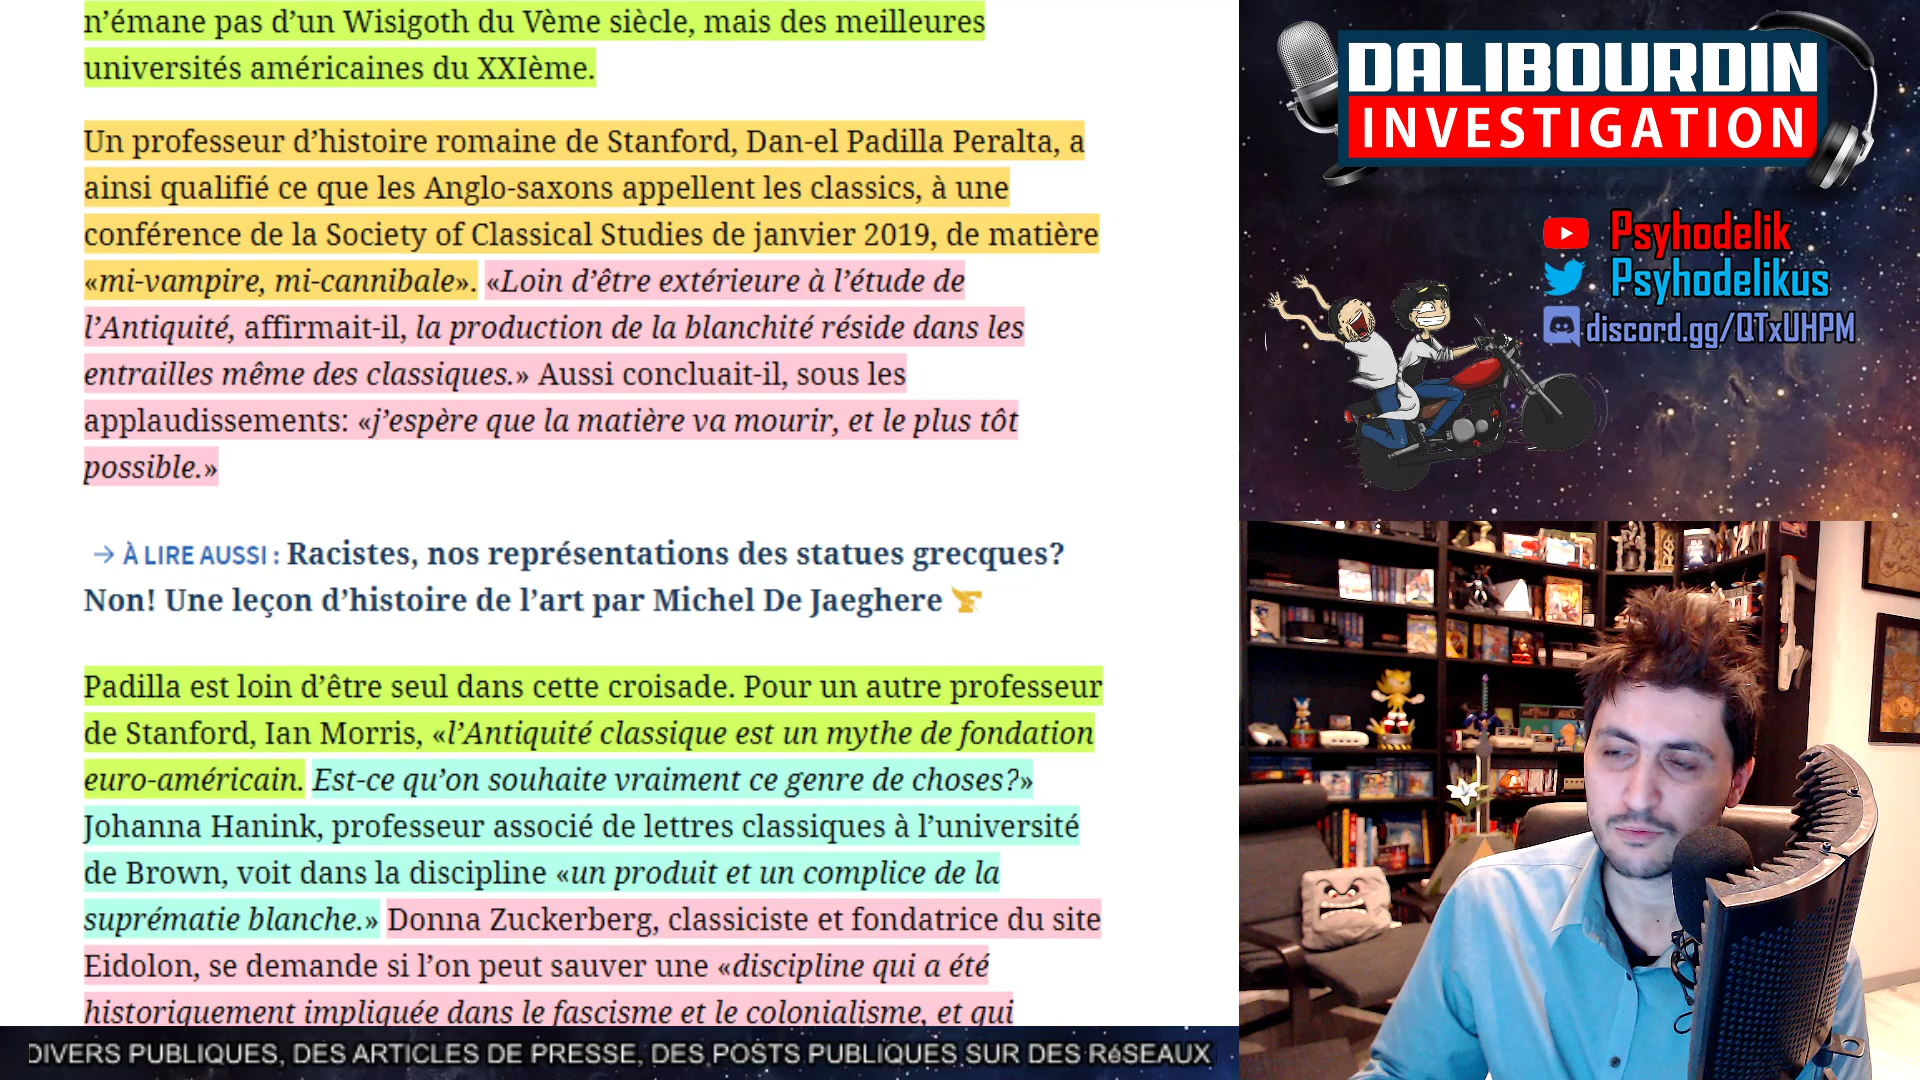 n’émane pas d’un Wisigoth du Vème siècle, mais des meilleures
universités américaines du XXIème.
Un professeur d’histoire romaine de Stanford, Dan-el Padilla Peralta, a
ainsi qualifié ce que les Anglo-saxons appellent les classics, à une
conférence de la Society of Classical Studies de janvier 2019, de matière
«mi-vampire, mi-cannibale». «Loin d’être extérieure à l’étude de
l’Antiquité, affirmait-il, la production de la blanchité réside dans les
entrailles même des classiques.» Aussi concluait-il, sous les
applaudissements: «j’espère que la matière va mourir, et le plus tôt
possible.»
→ À LIRE AUSSI : Racistes, nos représentations des statues grecques?
Non! Une leçon d’histoire de l’art par Michel De Jaeghere
Padilla est loin d’être seul dans cette croisade. Pour un autre professeur
de Stanford, Ian Morris, «l’Antiquité classique est un mythe de fondation
euro-américain. Est-ce qu’on souhaite vraiment ce genre de choses?»
Johanna Hanink, professeur associé de lettres classiques à l’université
de Brown, voit dans la discipline «un produit et un complice de la
suprématie blanche.» Donna Zuckerberg, classiciste et fondatrice du site
Eidolon, se demande si l’on peut sauver une «discipline qui a été
historiquement impliquée dans le fascisme et le colonialisme, et qui
DIVERS PUBLIQUES, DES ARTICLES DE PRESSE, DES POSTS PUBLIQUES SUR DES RéSEAUX
DALIBOURDIN
INVESTIGATION
Psyhodelik
Psyhodelikus
discord.gg/QTxUHPM